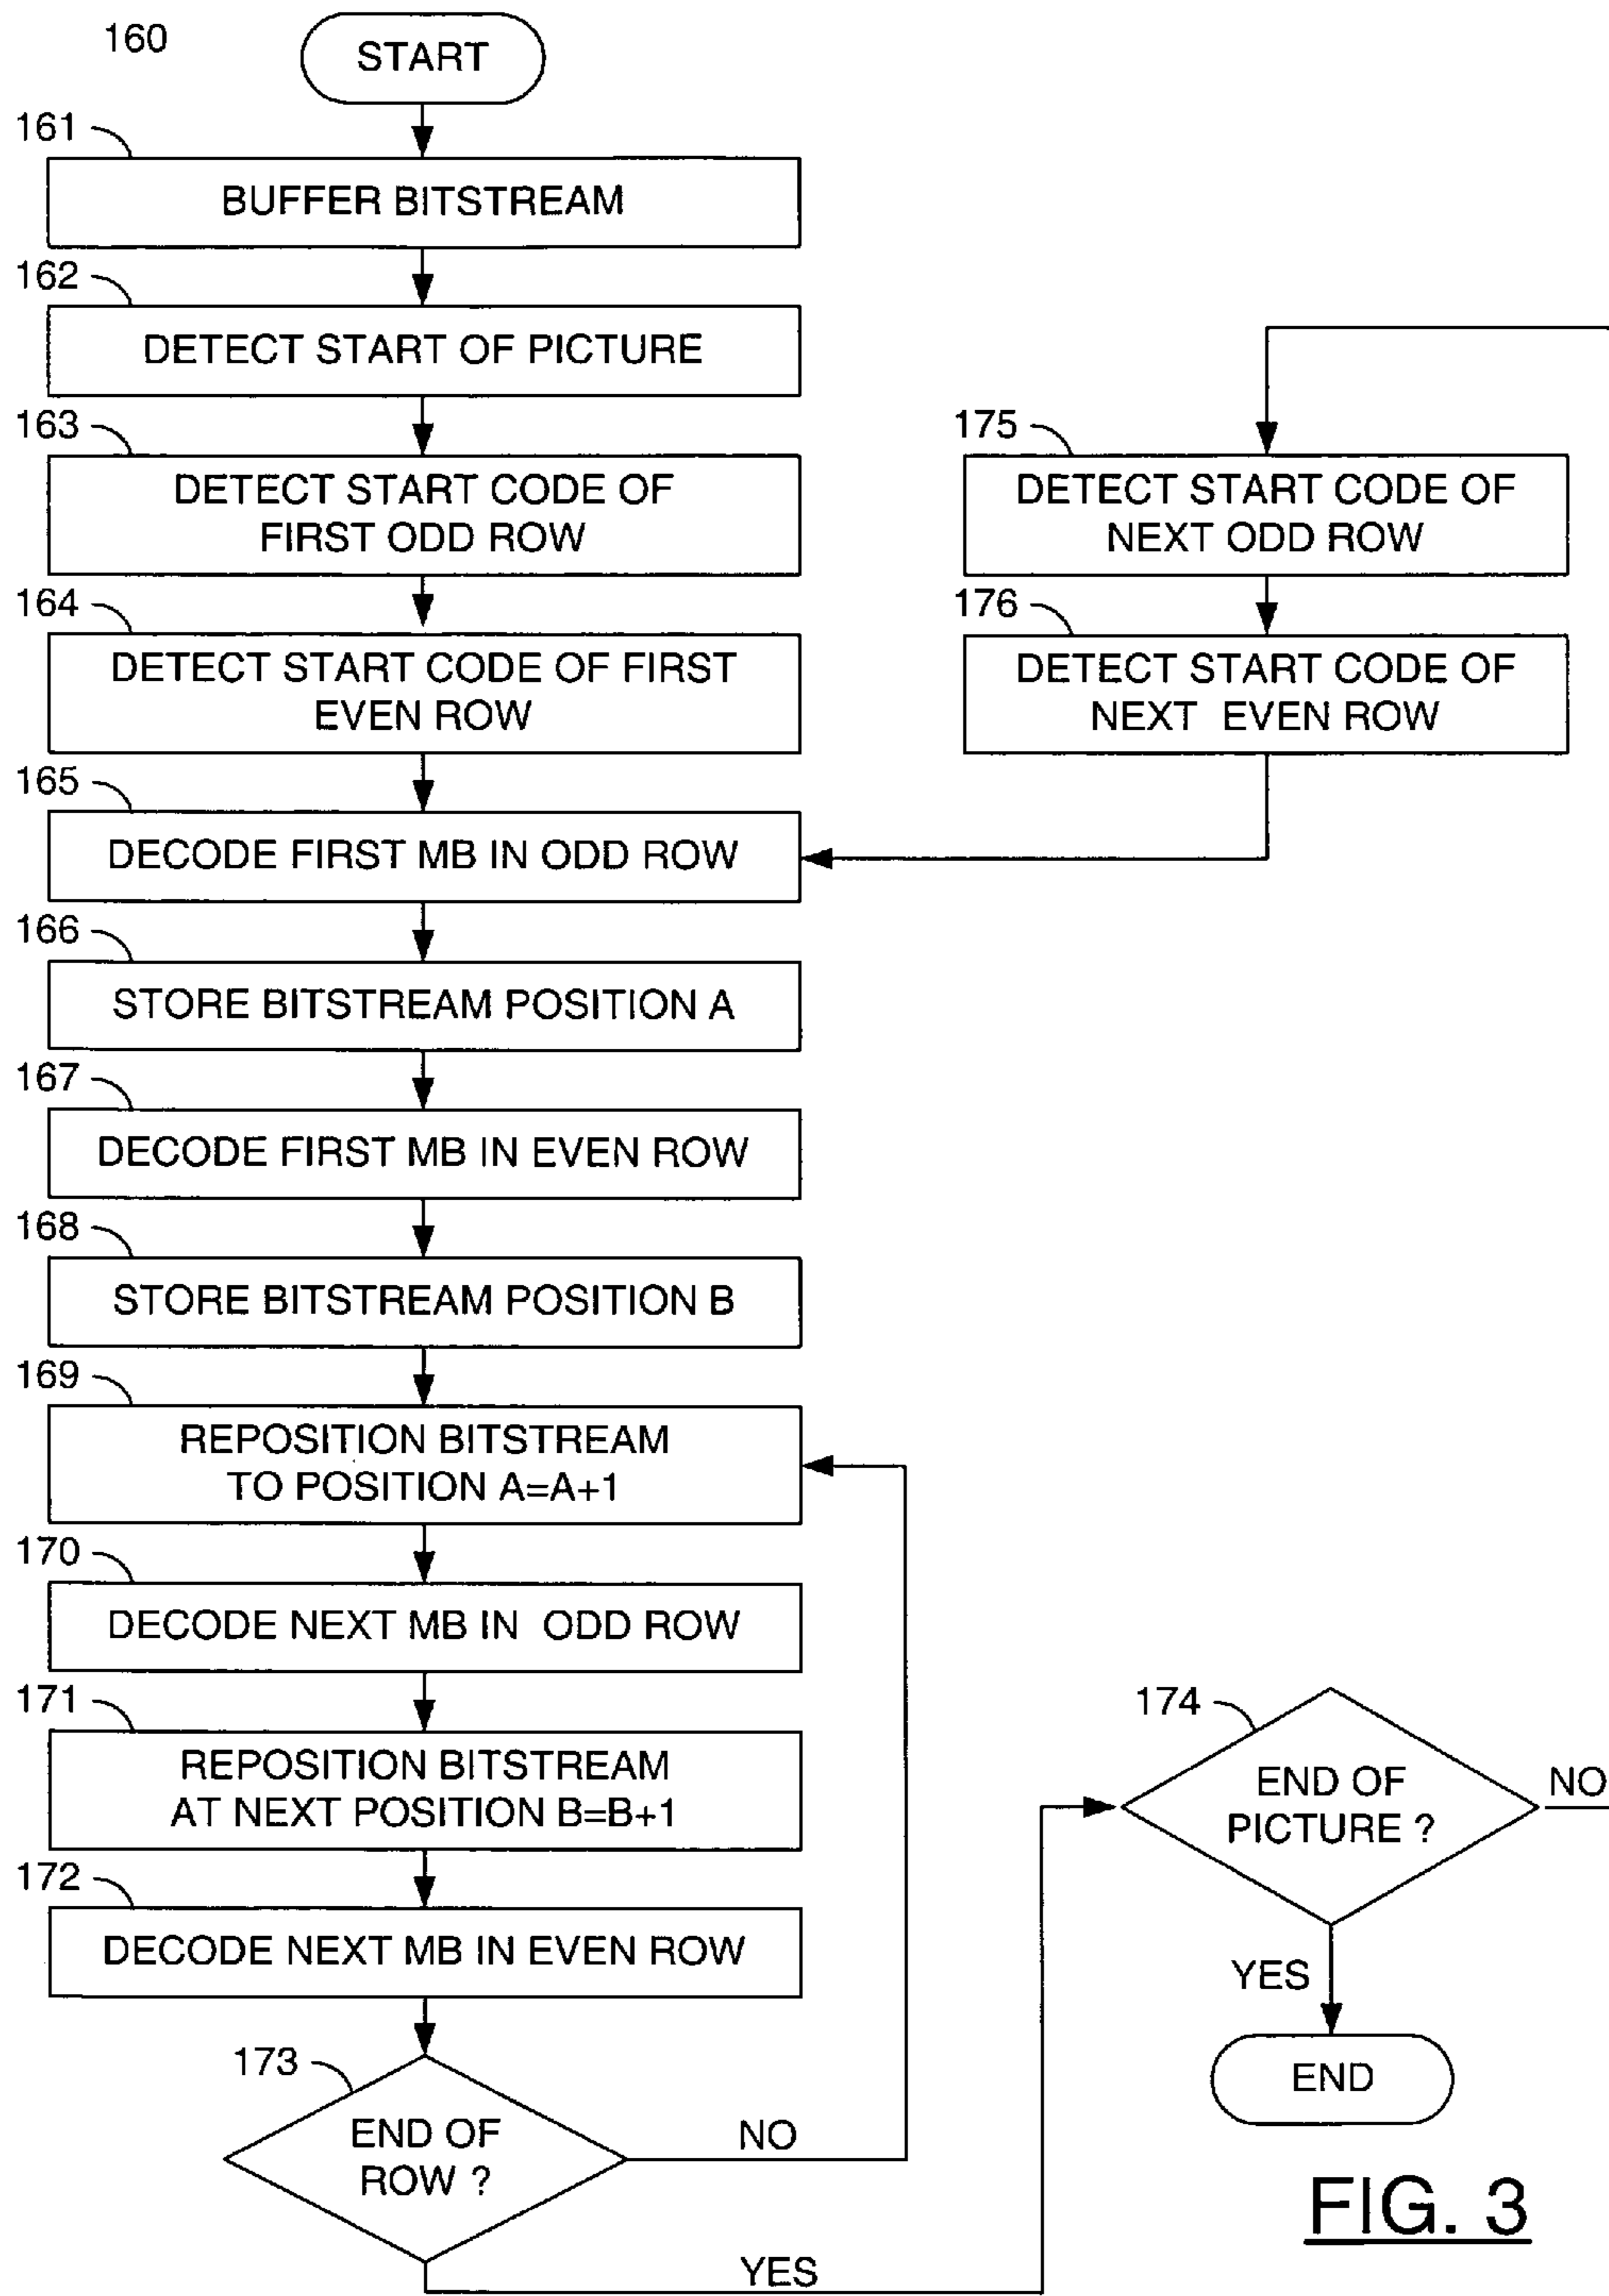 160
START
161
BUFFER BITSTREAM
162
DETECT START OF PICTURE
163
DETECT START CODE OF
FIRST ODD ROW
164
DETECT START CODE OF FIRST
EVEN ROW
165
DECODE FIRST MB IN ODD ROW
166
STORE BITSTREAM POSITION A
167
DECODE FIRST MB IN EVEN ROW
168
STORE BITSTREAM POSITION B
169
REPOSITION BITSTREAM
TO POSITION A=A+1
170
DECODE NEXT MB IN ODD ROW
171
REPOSITION BITSTREAM
AT NEXT POSITION B=B+1
172
DECODE NEXT MB IN EVEN ROW
173
END OF
ROW ?
NO
YES
174
END OF
PICTURE ?
NO
YES
END
175
DETECT START CODE OF
NEXT ODD ROW
176
DETECT START CODE OF
NEXT EVEN ROW
FIG. 3